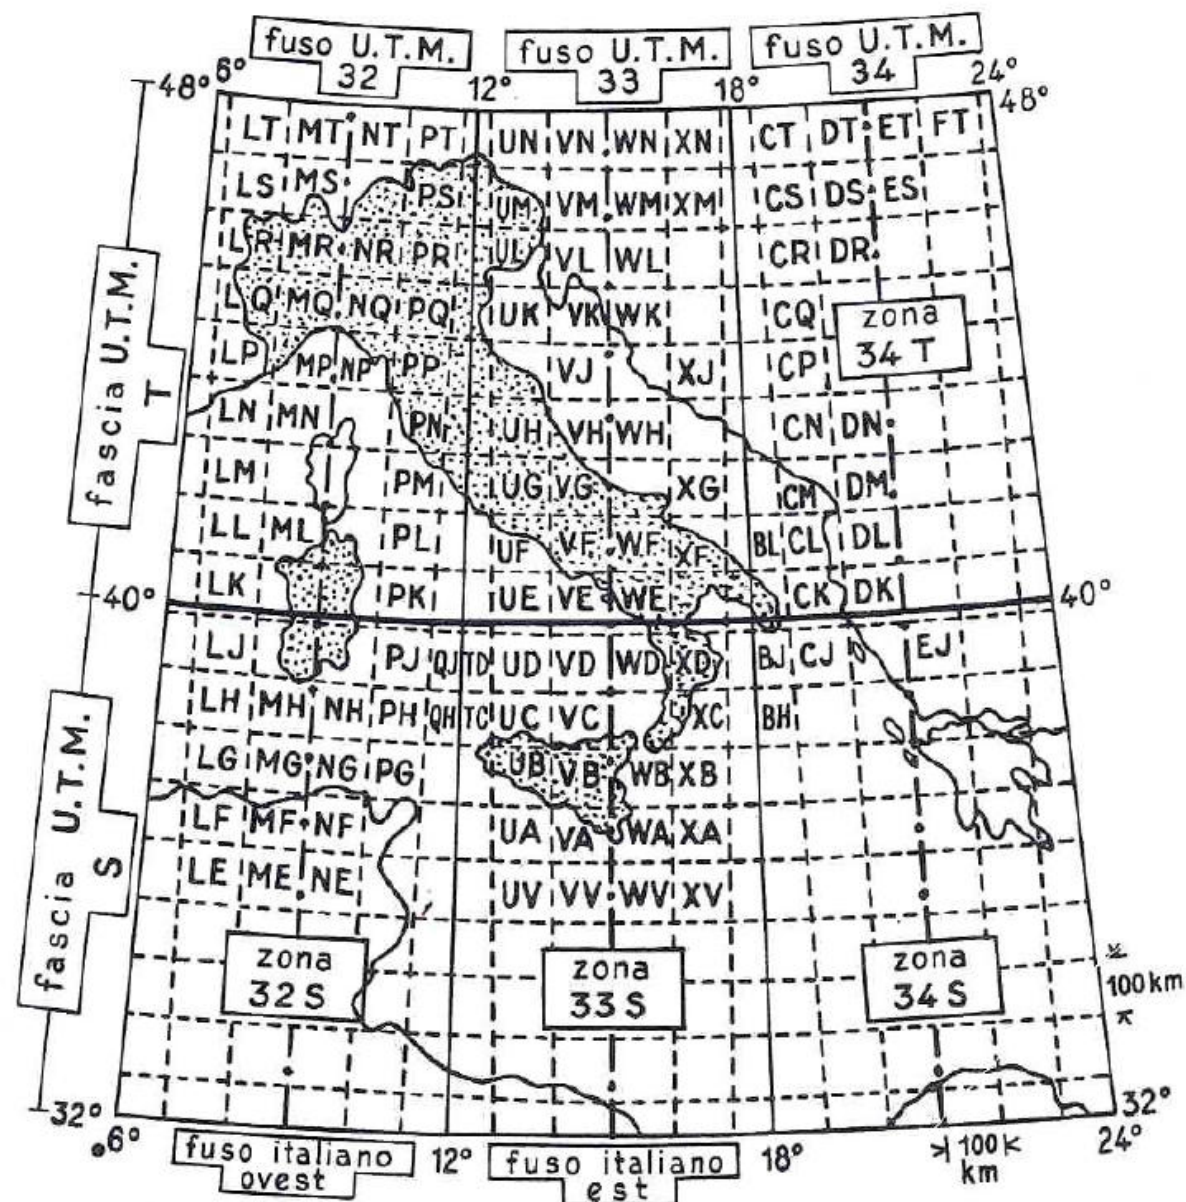 fuso U.T.M. fuso U.T.M. fuso U.T.M.
32 33 34
48° 6° 12° 18° 24° 48°
LT MT NT PT UN VN WN XN CT DT ET FT
LS MS PS UM VM WM XM CS DS ES
LR MR NR PR UL VL WL CR DR
LQ MQ NQ PQ UK VK WK CQ zona
34 T
LP MP NP PP VJ XJ CP
fascia U.T.M.
T
LN MN PN UH VH WH CN DN
LM PM UG VG XG CM DM
LL ML PL UF VF WF XF BL CL DL
LK PK UE VE WE CK DK
40° 40°
LJ PJ QJ TD UD VD WD XD BJ CJ EJ
LH MH NH PH QH TC UC VC XC BH
LG MG NG PG UB VB WB XB
fascia U.T.M.
S
LF MF NF UA VA WA XA
LE ME NE UV VV WV XV
zona zona zona
32 S 33 S 34 S
100 km
32° 32°
6° 12° 18° 24°
fuso italiano fuso italiano 100
ovest est km